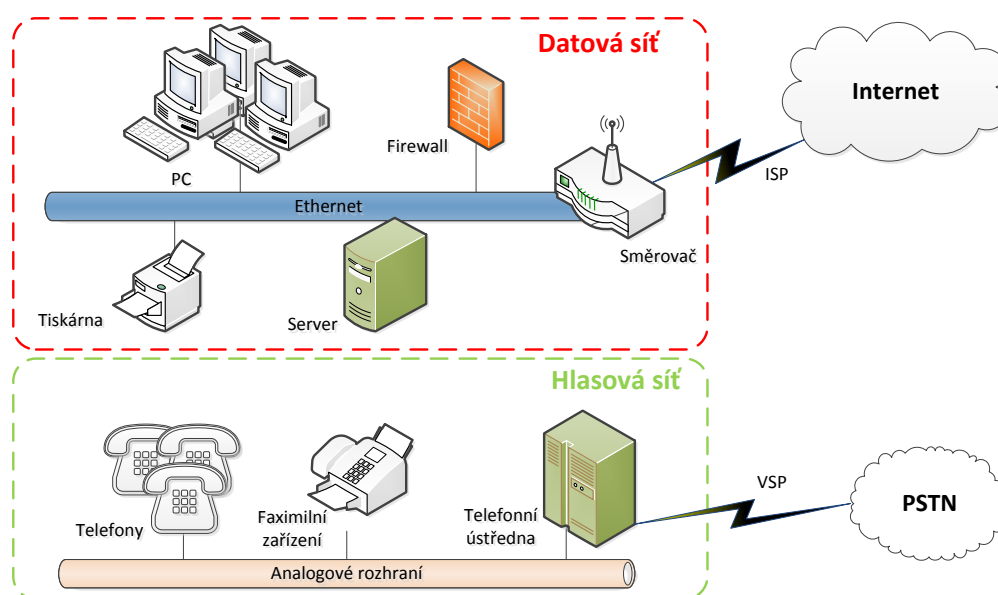 Datová síť
Internet
Firewall
PC
ISP
Ethernet
Směrovač
Tiskárna
Server
Hlasová síť
VSP
PSTN
Telefony
Faximilní
zařízení
Telefonní
ústředna
Analogové rozhraní